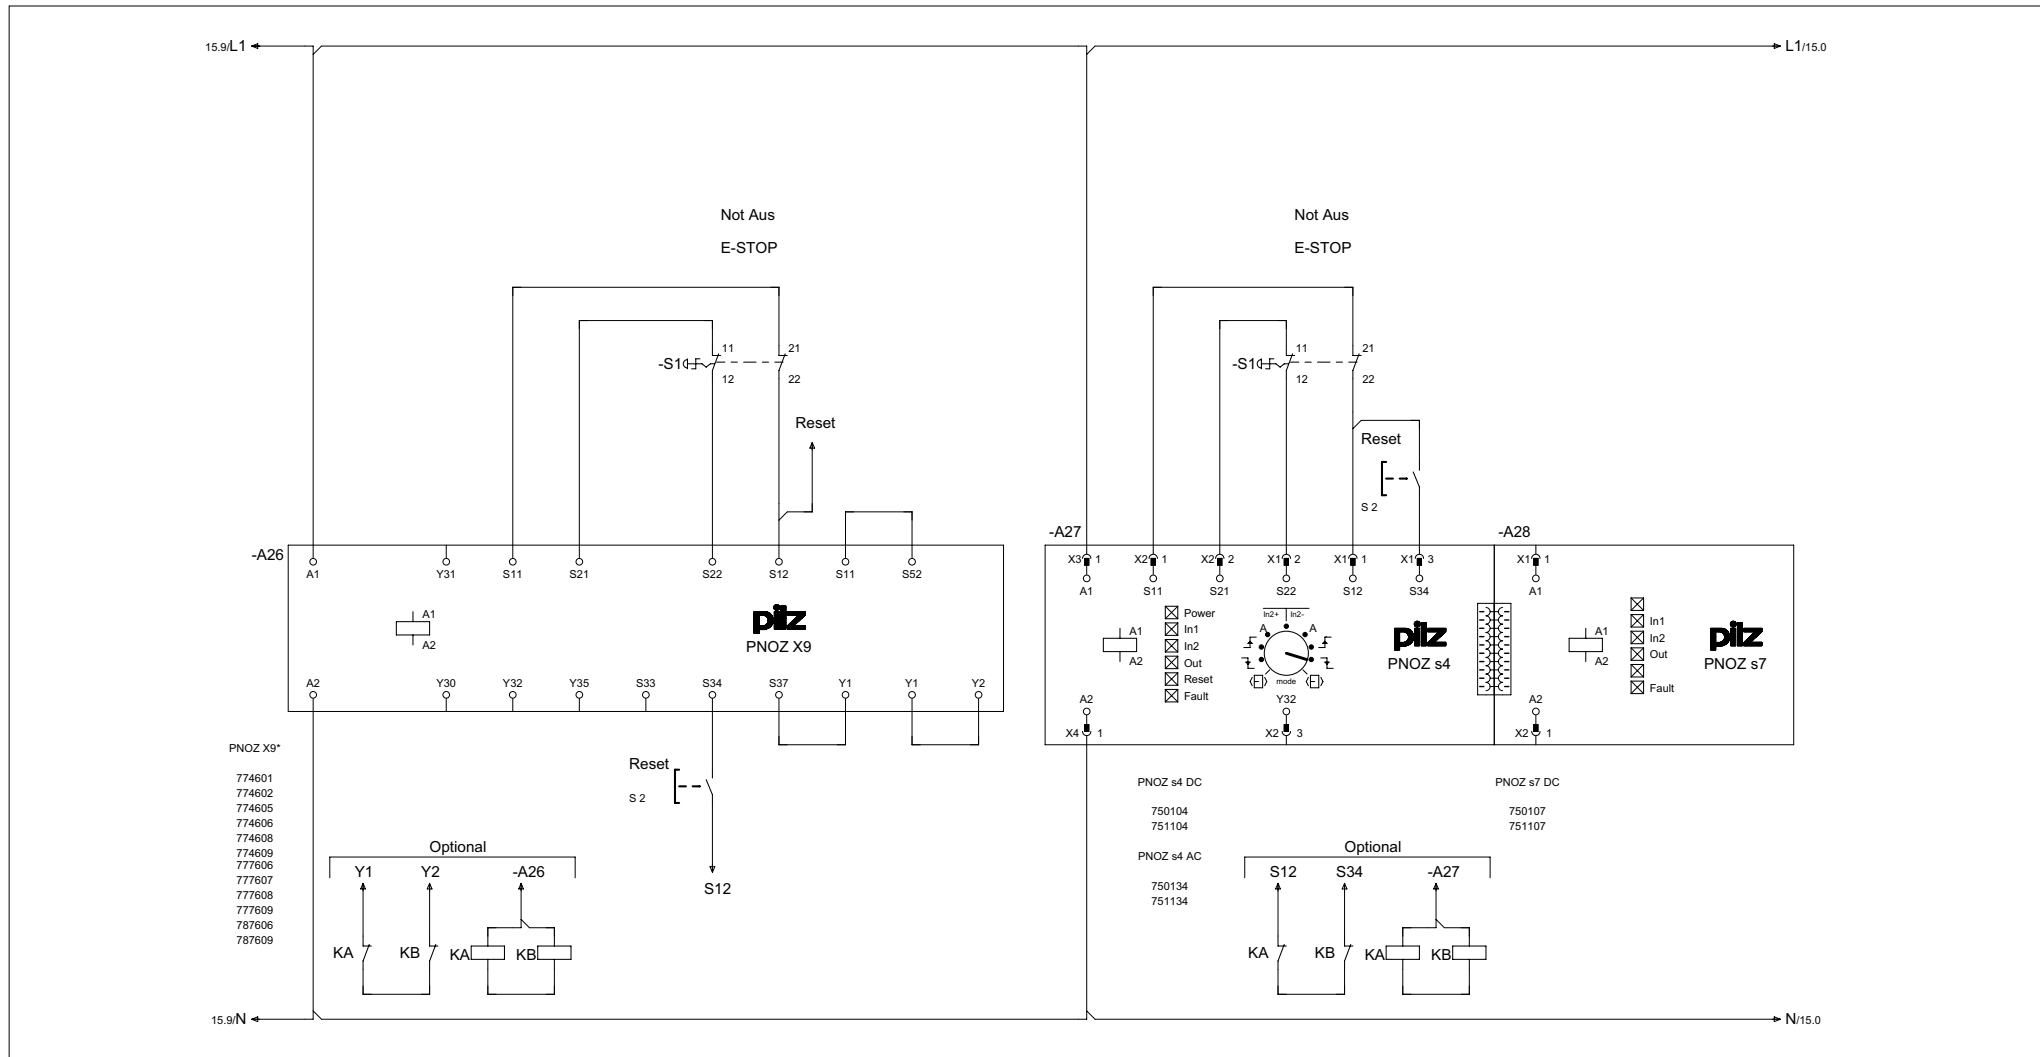 15.9/L1 L1/15.0
Not Aus
E-STOP
Not Aus
E-STOP
-S1 11 21
12 22
-S1 11 21
12 22
Reset
Reset
S 2
-A26
A1 Y31 S11 S21 S22 S12 S11 S52
A1
A2
pilz
PNOZ X9
A2 Y30 Y32 Y35 S33 S34 S37 Y1 Y1 Y2
-A27
X3 1 X2 1 X2 2 X1 2 X1 1 X1 3
A1 S11 S21 S22 S12 S34
A1
A2
Power
In1
In2
Out
Reset
Fault
In2+ In2-
A A
mode
pilz
PNOZ s4
A2 Y32
X4 1 X2 3
-A28
X1 1
A1
A1
A2
In1
In2
Out
Fault
pilz
PNOZ s7
A2
X2 1
PNOZ X9*
774601
774602
774605
774606
774608
774609
777606
777607
777608
777609
787606
787609
Reset
S 2
S12
Optional
Y1 Y2 -A26
KA KB KA KB
PNOZ s4 DC
750104
751104
PNOZ s4 AC
750134
751134
PNOZ s7 DC
750107
751107
Optional
S12 S34 -A27
KA KB KA KB
15.9/N N/15.0